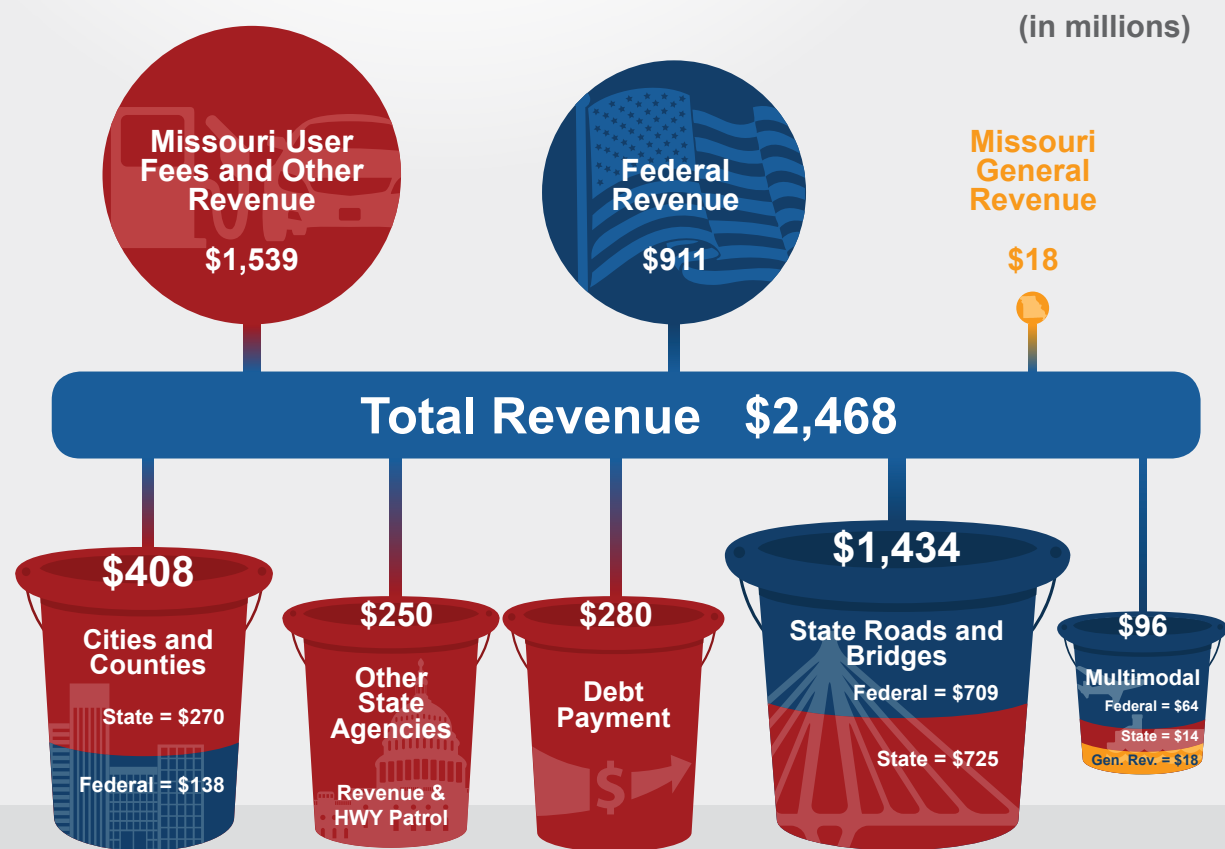 (in millions)
Missouri User
Fees and Other
Revenue
$1,539
Federal
Revenue
$911
Missouri
General
Revenue
$18
Total Revenue $2,468
$408
Cities and
Counties
State = $270
Federal = $138
$250
Other
State
Agencies
Revenue &
HWY Patrol
$280
Debt
Payment
$
$1,434
State Roads and
Bridges
Federal = $709
State = $725
$96
Multimodal
Federal = $64
State = $14
Gen. Rev. = $18